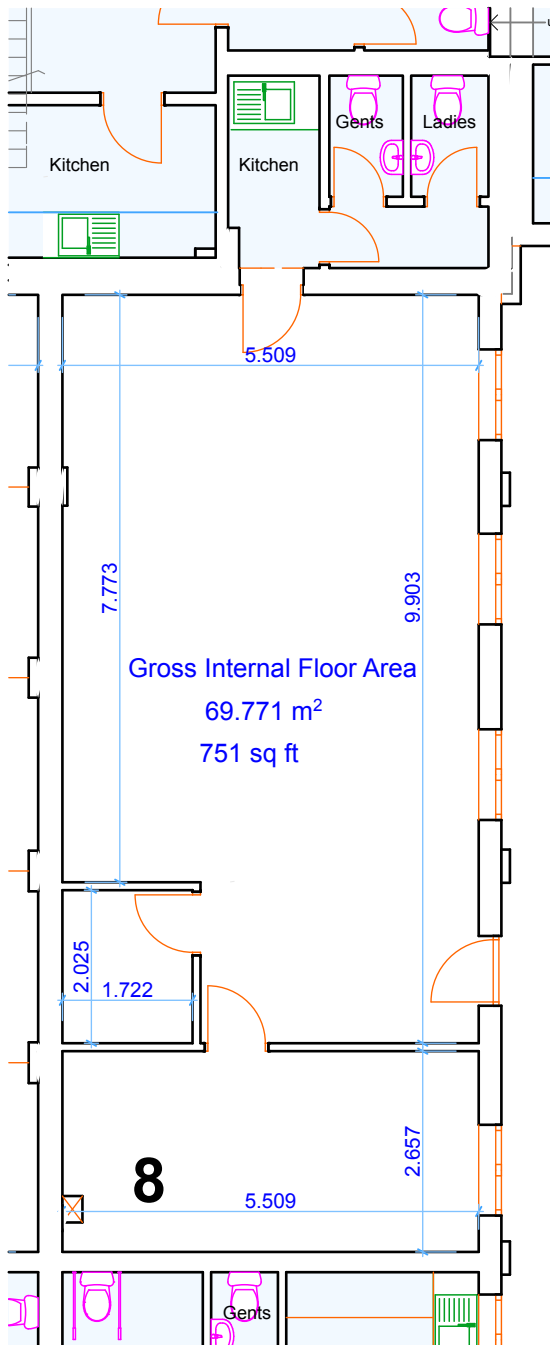 Gents
Ladies
Kitchen
Kitchen
5.509
7.773
9.903
Gross Internal Floor Area
69.771 m²
751 sq ft
2.025
1.722
2.657
8
5.509
Gents